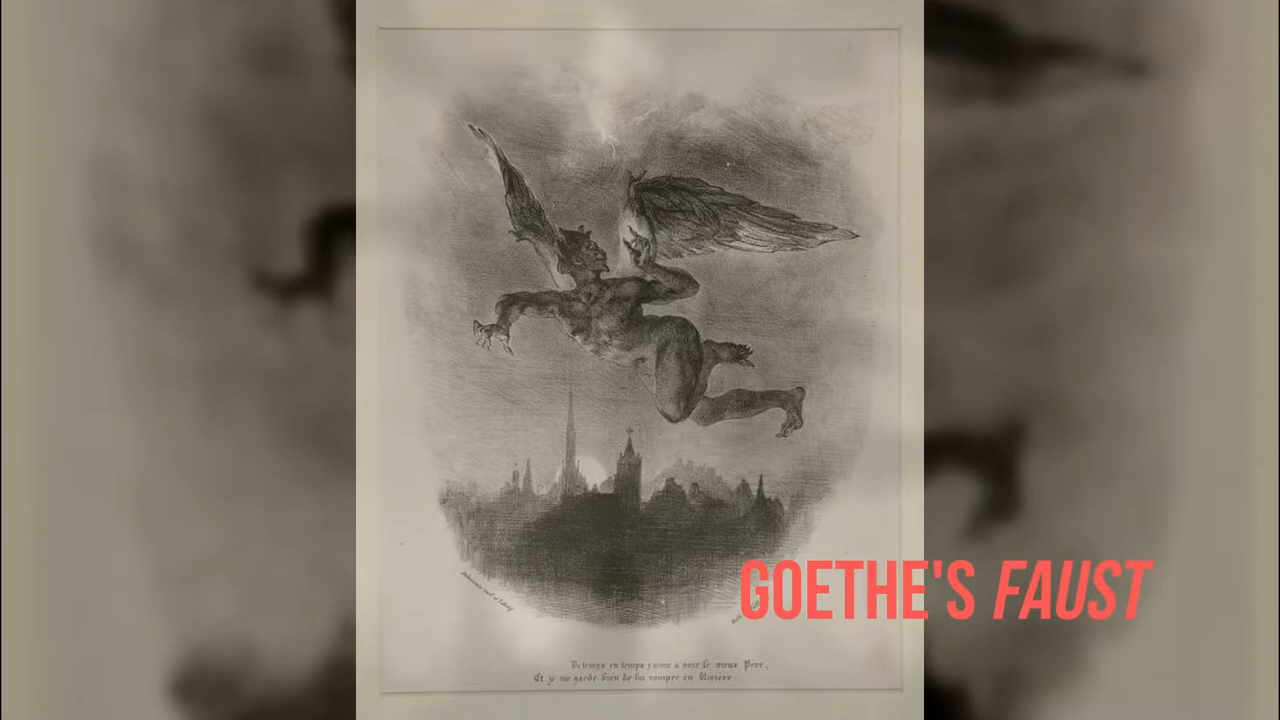 GOETHE'S FAUST
De temps en temps j'aime à voir le vieux Père,
Et je me garde bien de lui rompre en Visière.